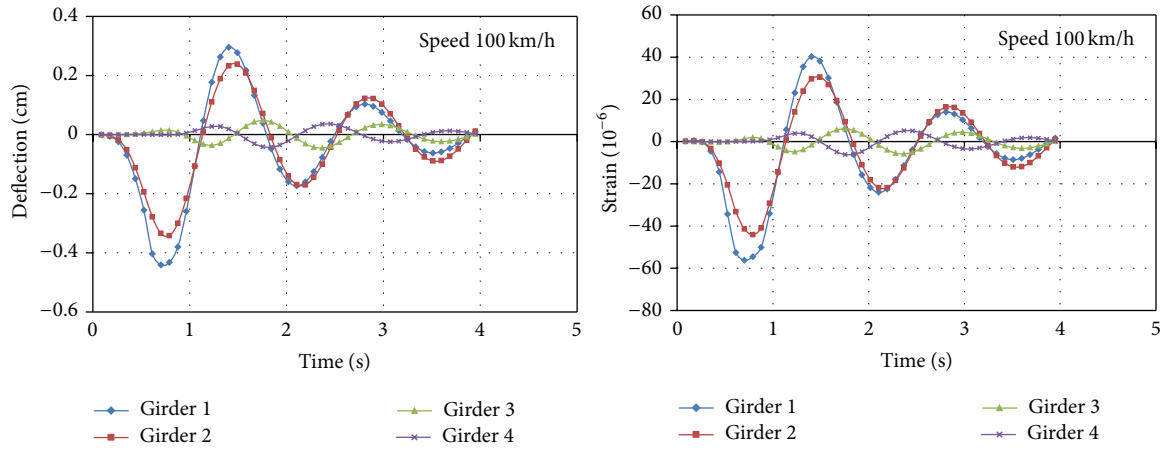 0.4
0.2
0
−0.2
−0.4
−0.6
Deflection (cm)
Speed 100 km/h
0 1 2 3 4 5
Time (s)
Girder 1
Girder 2
Girder 3
Girder 4
60
40
20
0
−20
−40
−60
−80
Strain (10⁻⁶)
Speed 100 km/h
0 1 2 3 4 5
Time (s)
Girder 1
Girder 2
Girder 3
Girder 4